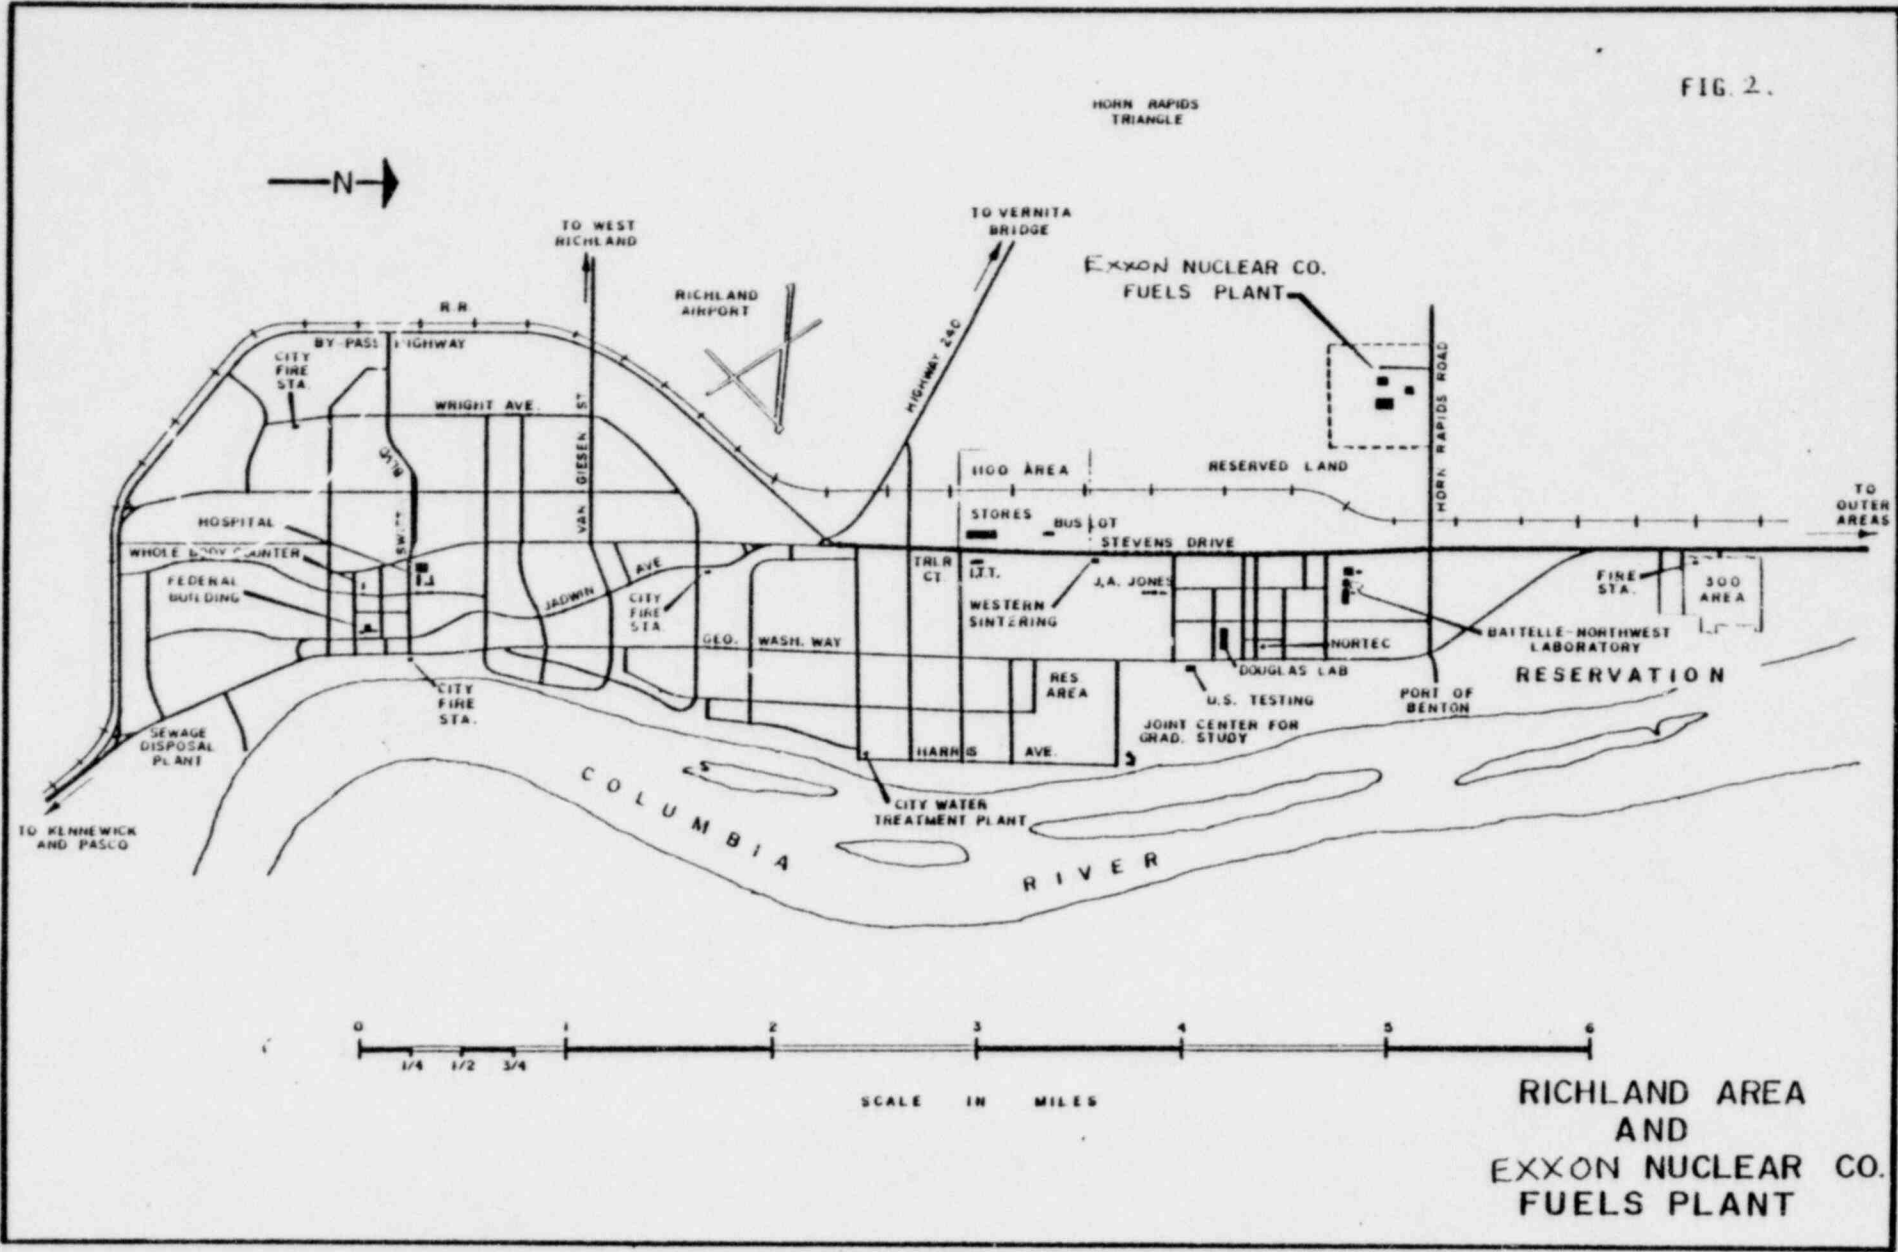 FIG. 2.
HORN RAPIDS
TRIANGLE
N
TO WEST
RICHLAND
TO VERNITA
BRIDGE
EXXON NUCLEAR CO.
FUELS PLANT
RICHLAND
AIRPORT
R.R.
BY-PASS HIGHWAY
CITY
FIRE
STA.
WRIGHT AVE.
HIGHWAY 240
HORN RAPIDS ROAD
VAN GIESEN ST
SWIFT BLVD
1100 AREA
RESERVED LAND
TO
OUTER
AREAS
HOSPITAL
STORES
BUS LOT
STEVENS DRIVE
WHOLE BODY COUNTER
FEDERAL
BUILDING
JADWIN AVE
CITY
FIRE
STA.
TRLR
CT.
I.T.T.
J.A. JONES
WESTERN
SINTERING
FIRE
STA.
300
AREA
GEO. WASH. WAY
NORTEC
BATTELLE-NORTHWEST
LABORATORY
DOUGLAS LAB
RESERVATION
RES.
AREA
U.S. TESTING
PORT OF
BENTON
CITY
FIRE
STA.
SEWAGE
DISPOSAL
PLANT
JOINT CENTER FOR
GRAD. STUDY
HARRIS AVE.
CITY WATER
TREATMENT PLANT
COLUMBIA RIVER
TO KENNEWICK
AND PASCO
0 1 2 3 4 5 6
1/4 1/2 3/4
SCALE IN MILES
RICHLAND AREA
AND
EXXON NUCLEAR CO.
FUELS PLANT